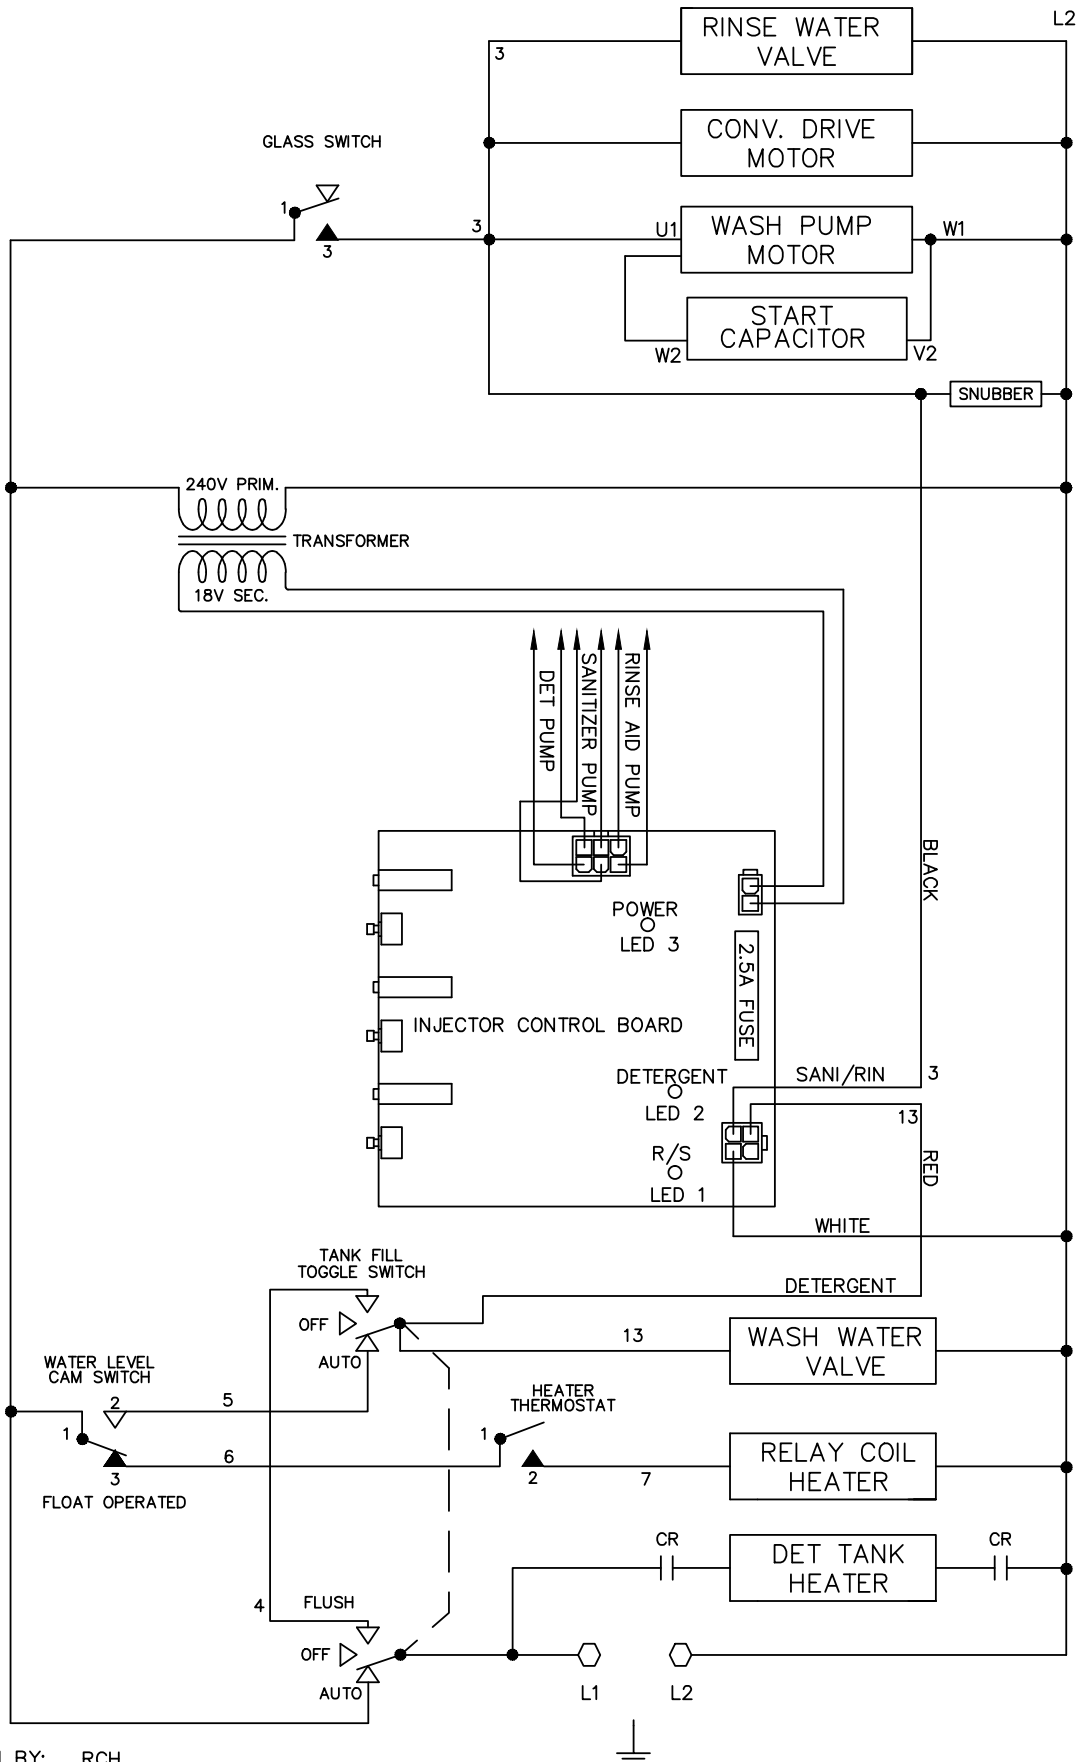 L2
RINSE WATER
VALVE
3
CONV. DRIVE
MOTOR
GLASS SWITCH
1
3
3
U1
WASH PUMP
MOTOR
W1
START
CAPACITOR
W2
V2
SNUBBER
240V PRIM.
TRANSFORMER
18V SEC.
DET PUMP
SANITIZER PUMP
RINSE AID PUMP
BLACK
POWER
LED 3
2.5A FUSE
INJECTOR CONTROL BOARD
DETERGENT
LED 2
SANI/RIN
3
13
R/S
LED 1
RED
WHITE
TANK FILL
TOGGLE SWITCH
DETERGENT
OFF
AUTO
13
WASH WATER
VALVE
WATER LEVEL
CAM SWITCH
2
5
1
3
6
FLOAT OPERATED
HEATER
THERMOSTAT
1
2
7
RELAY COIL
HEATER
CR
DET TANK
HEATER
CR
4
FLUSH
OFF
AUTO
L1
L2
BY: RCH